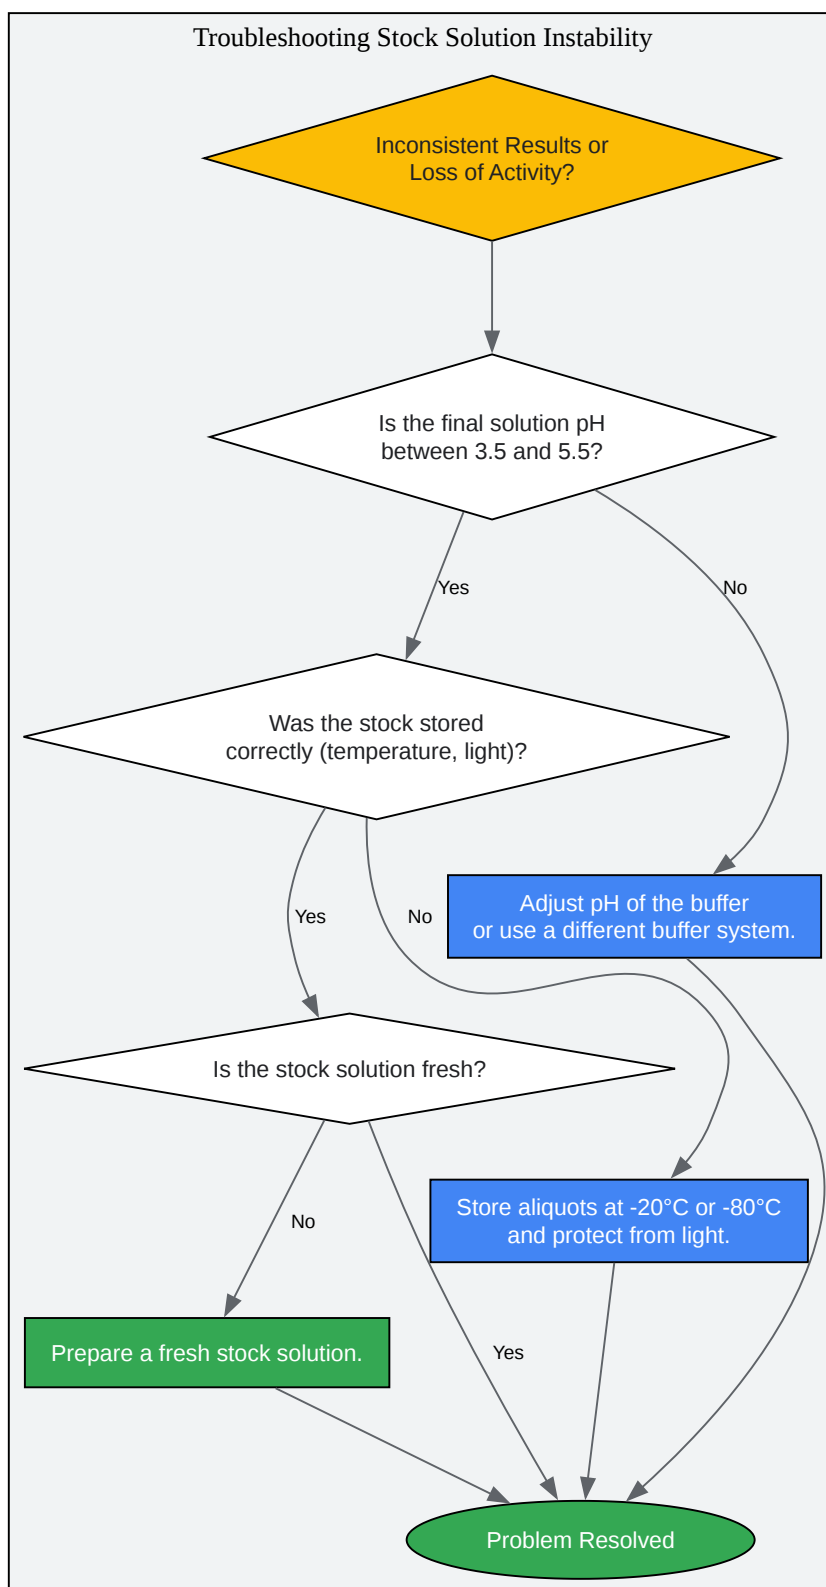 Troubleshooting Stock Solution Instability
Inconsistent Results or
Loss of Activity?
Is the final solution pH
between 3.5 and 5.5?
Yes
No
Was the stock stored
correctly (temperature, light)?
Yes
No
Adjust pH of the buffer
or use a different buffer system.
Is the stock solution fresh?
No
Store aliquots at -20°C or -80°C
and protect from light.
Prepare a fresh stock solution.
Yes
Problem Resolved